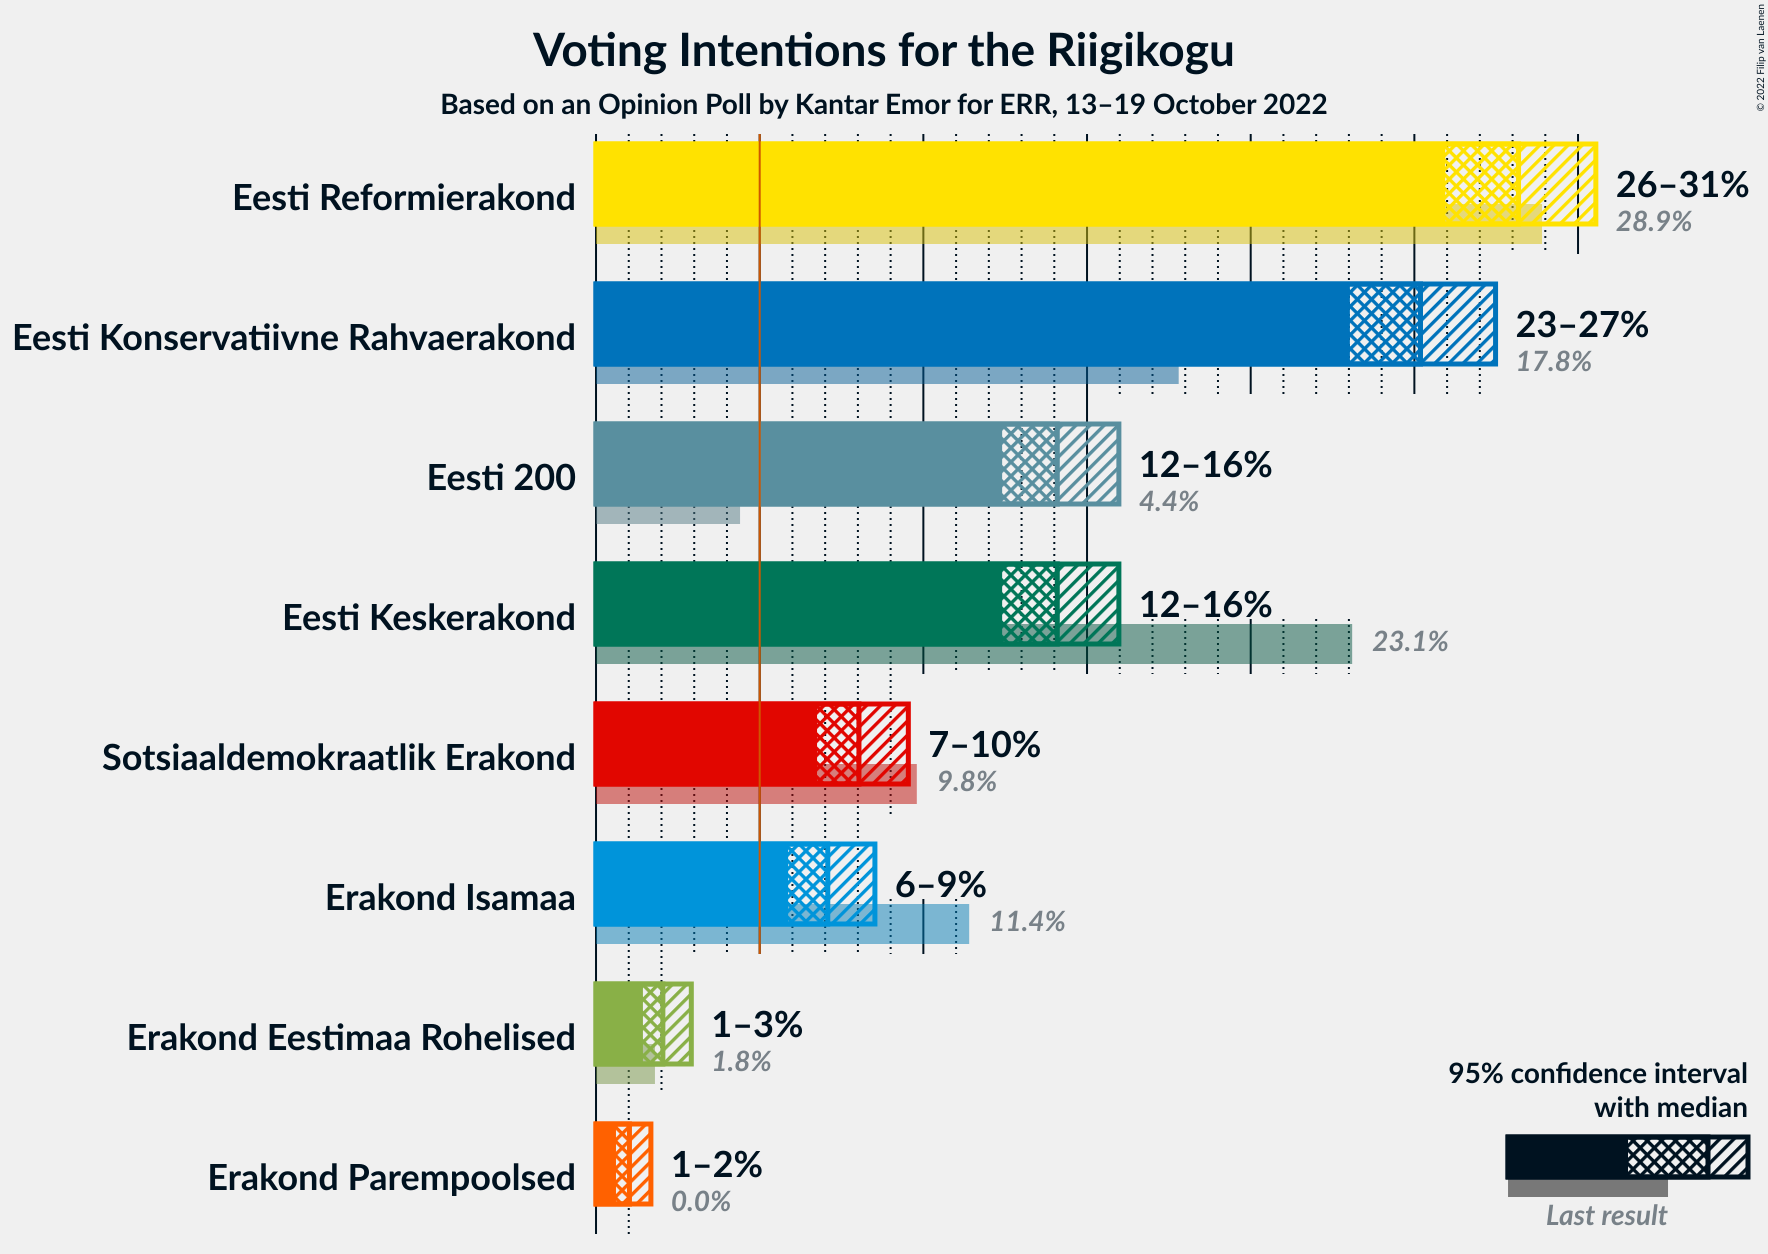 Voting Intentions for the Riigikogu
Based on an Opinion Poll by Kantar Emor for ERR, 13–19 October 2022
© 2022 Filip van Laenen
Eesti Reformierakond
26–31%
28.9%
Eesti Konservatiivne Rahvaerakond
23–27%
17.8%
Eesti 200
12–16%
4.4%
Eesti Keskerakond
12–16%
23.1%
Sotsiaaldemokraatlik Erakond
7–10%
9.8%
Erakond Isamaa
6–9%
11.4%
Erakond Eestimaa Rohelised
1–3%
1.8%
Erakond Parempoolsed
1–2%
0.0%
95% confidence interval
with median
Last result